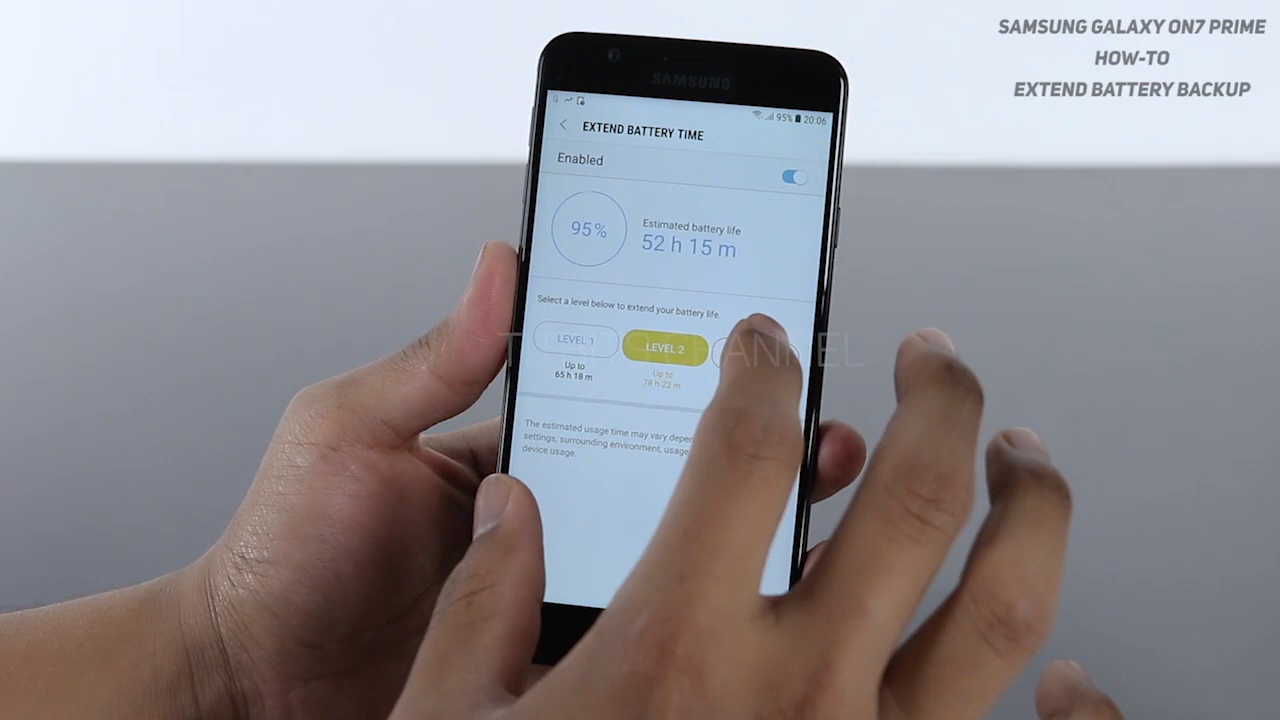 SAMSUNG GALAXY ON7 PRIME
HOW-TO
EXTEND BATTERY BACKUP
SAMSUNG
95% 20:06
EXTEND BATTERY TIME
Enabled
95%
Estimated battery life
52 h 15 m
Select a level below to extend your battery life.
LEVEL 1
LEVEL 2
Up to
65 h 18 m
Up to
78 h 22 m
The estimated usage time may vary
settings, surrounding environment,
device usage.